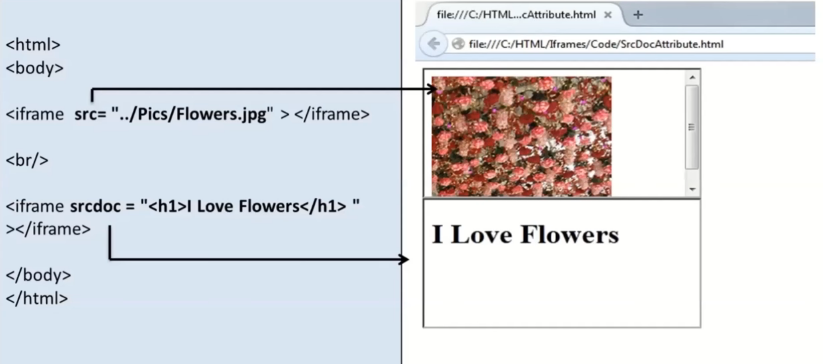 <html>
<body>
<iframe src= "../Pics/Flowers.jpg" > </iframe>
<br/>
<iframe srcdoc = "<h1>I Love Flowers</h1> "
></iframe>
</body>
</html>
file:///C:/HTML...cAttribute.html × +
file:///C:/HTML/Iframes/Code/SrcDocAttribute.html
I Love Flowers